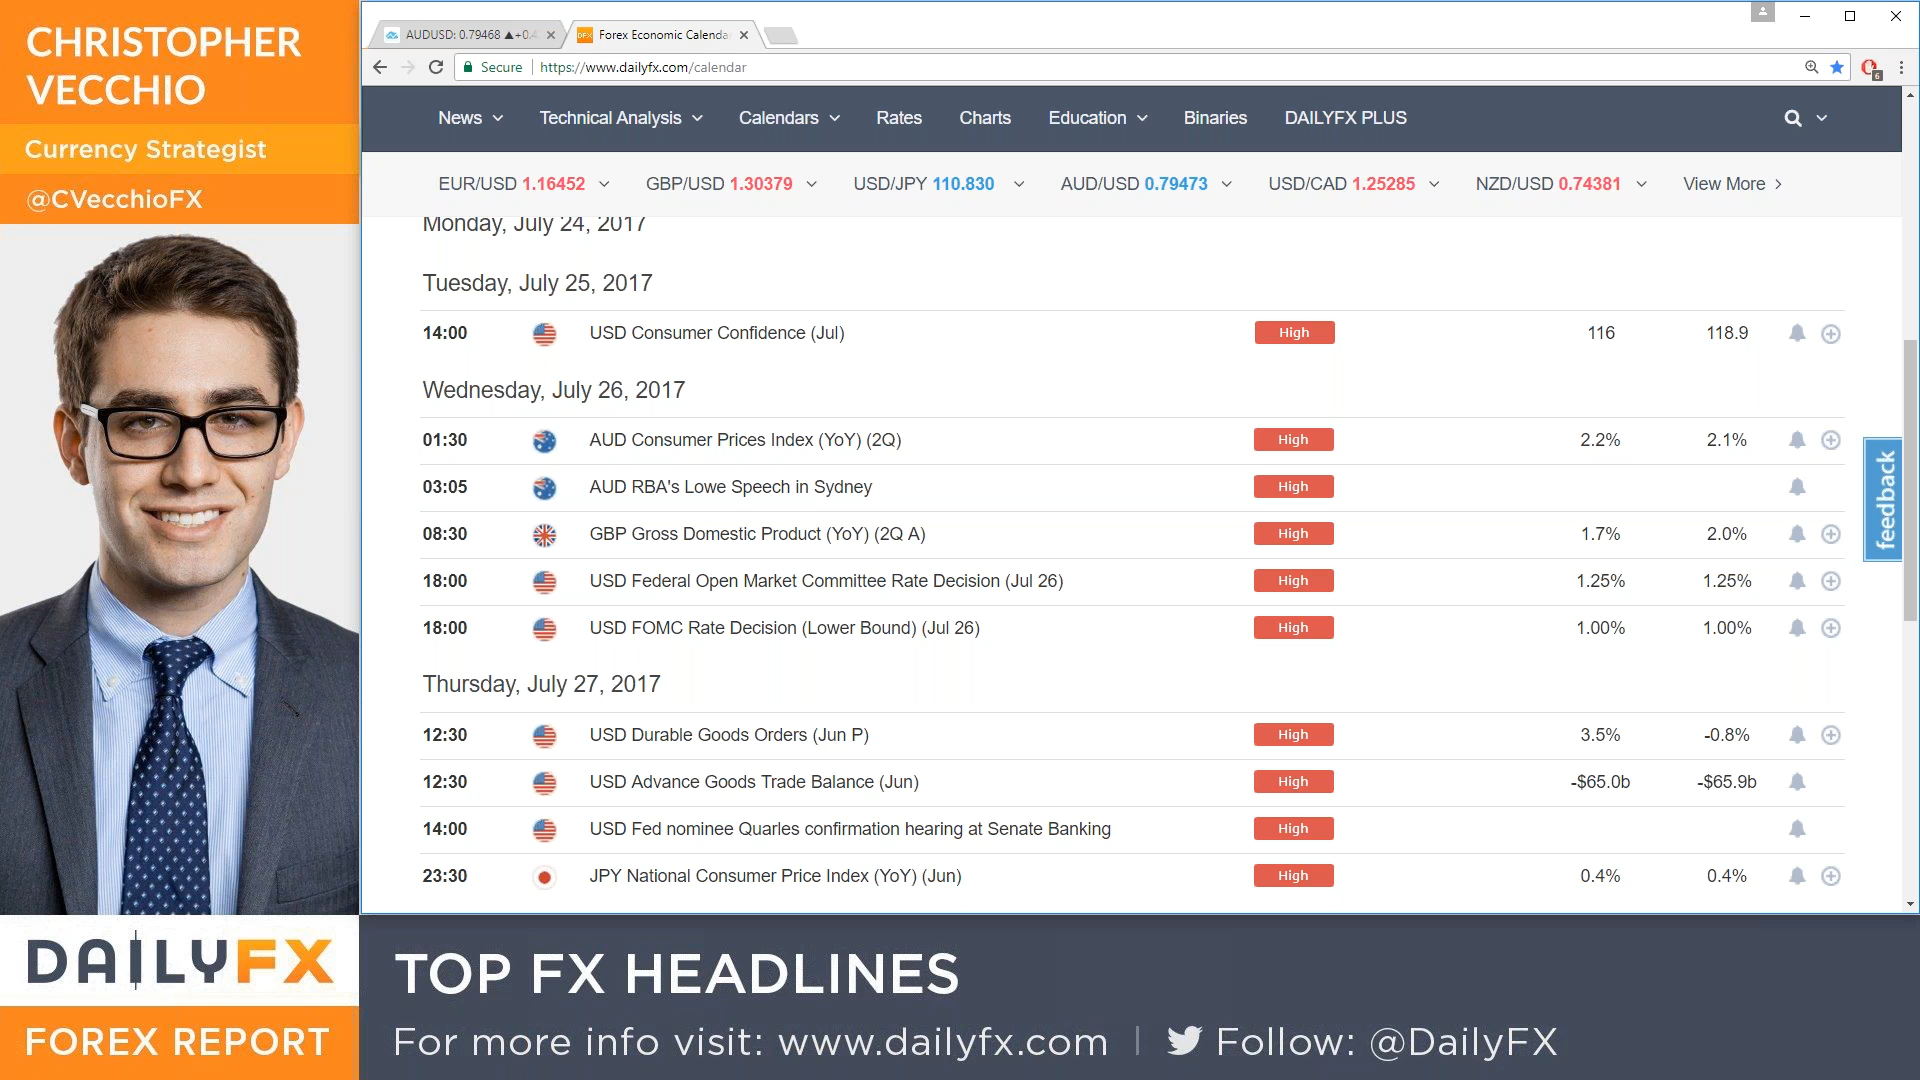 CHRISTOPHER
VECCHIO
Currency Strategist
@CVecchioFX
DAILYFX
FOREX REPORT
AUDUSD: 0.79468 ▲+0.4
DFX Forex Economic Calenda
Secure https://www.dailyfx.com/calendar
6
News Technical Analysis Calendars Rates Charts Education Binaries DAILYFX PLUS
EUR/USD 1.16452 GBP/USD 1.30379 USD/JPY 110.830 AUD/USD 0.79473 USD/CAD 1.25285 NZD/USD 0.74381 View More
Monday, July 24, 2017
Tuesday, July 25, 2017
14:00 USD Consumer Confidence (Jul) High 116 118.9
Wednesday, July 26, 2017
01:30 AUD Consumer Prices Index (YoY) (2Q) High 2.2% 2.1%
03:05 AUD RBA's Lowe Speech in Sydney High
08:30 GBP Gross Domestic Product (YoY) (2Q A) High 1.7% 2.0%
18:00 USD Federal Open Market Committee Rate Decision (Jul 26) High 1.25% 1.25%
18:00 USD FOMC Rate Decision (Lower Bound) (Jul 26) High 1.00% 1.00%
Thursday, July 27, 2017
12:30 USD Durable Goods Orders (Jun P) High 3.5% -0.8%
12:30 USD Advance Goods Trade Balance (Jun) High -$65.0b -$65.9b
14:00 USD Fed nominee Quarles confirmation hearing at Senate Banking High
23:30 JPY National Consumer Price Index (YoY) (Jun) High 0.4% 0.4%
feedback
TOP FX HEADLINES
For more info visit: www.dailyfx.com | Follow: @DailyFX